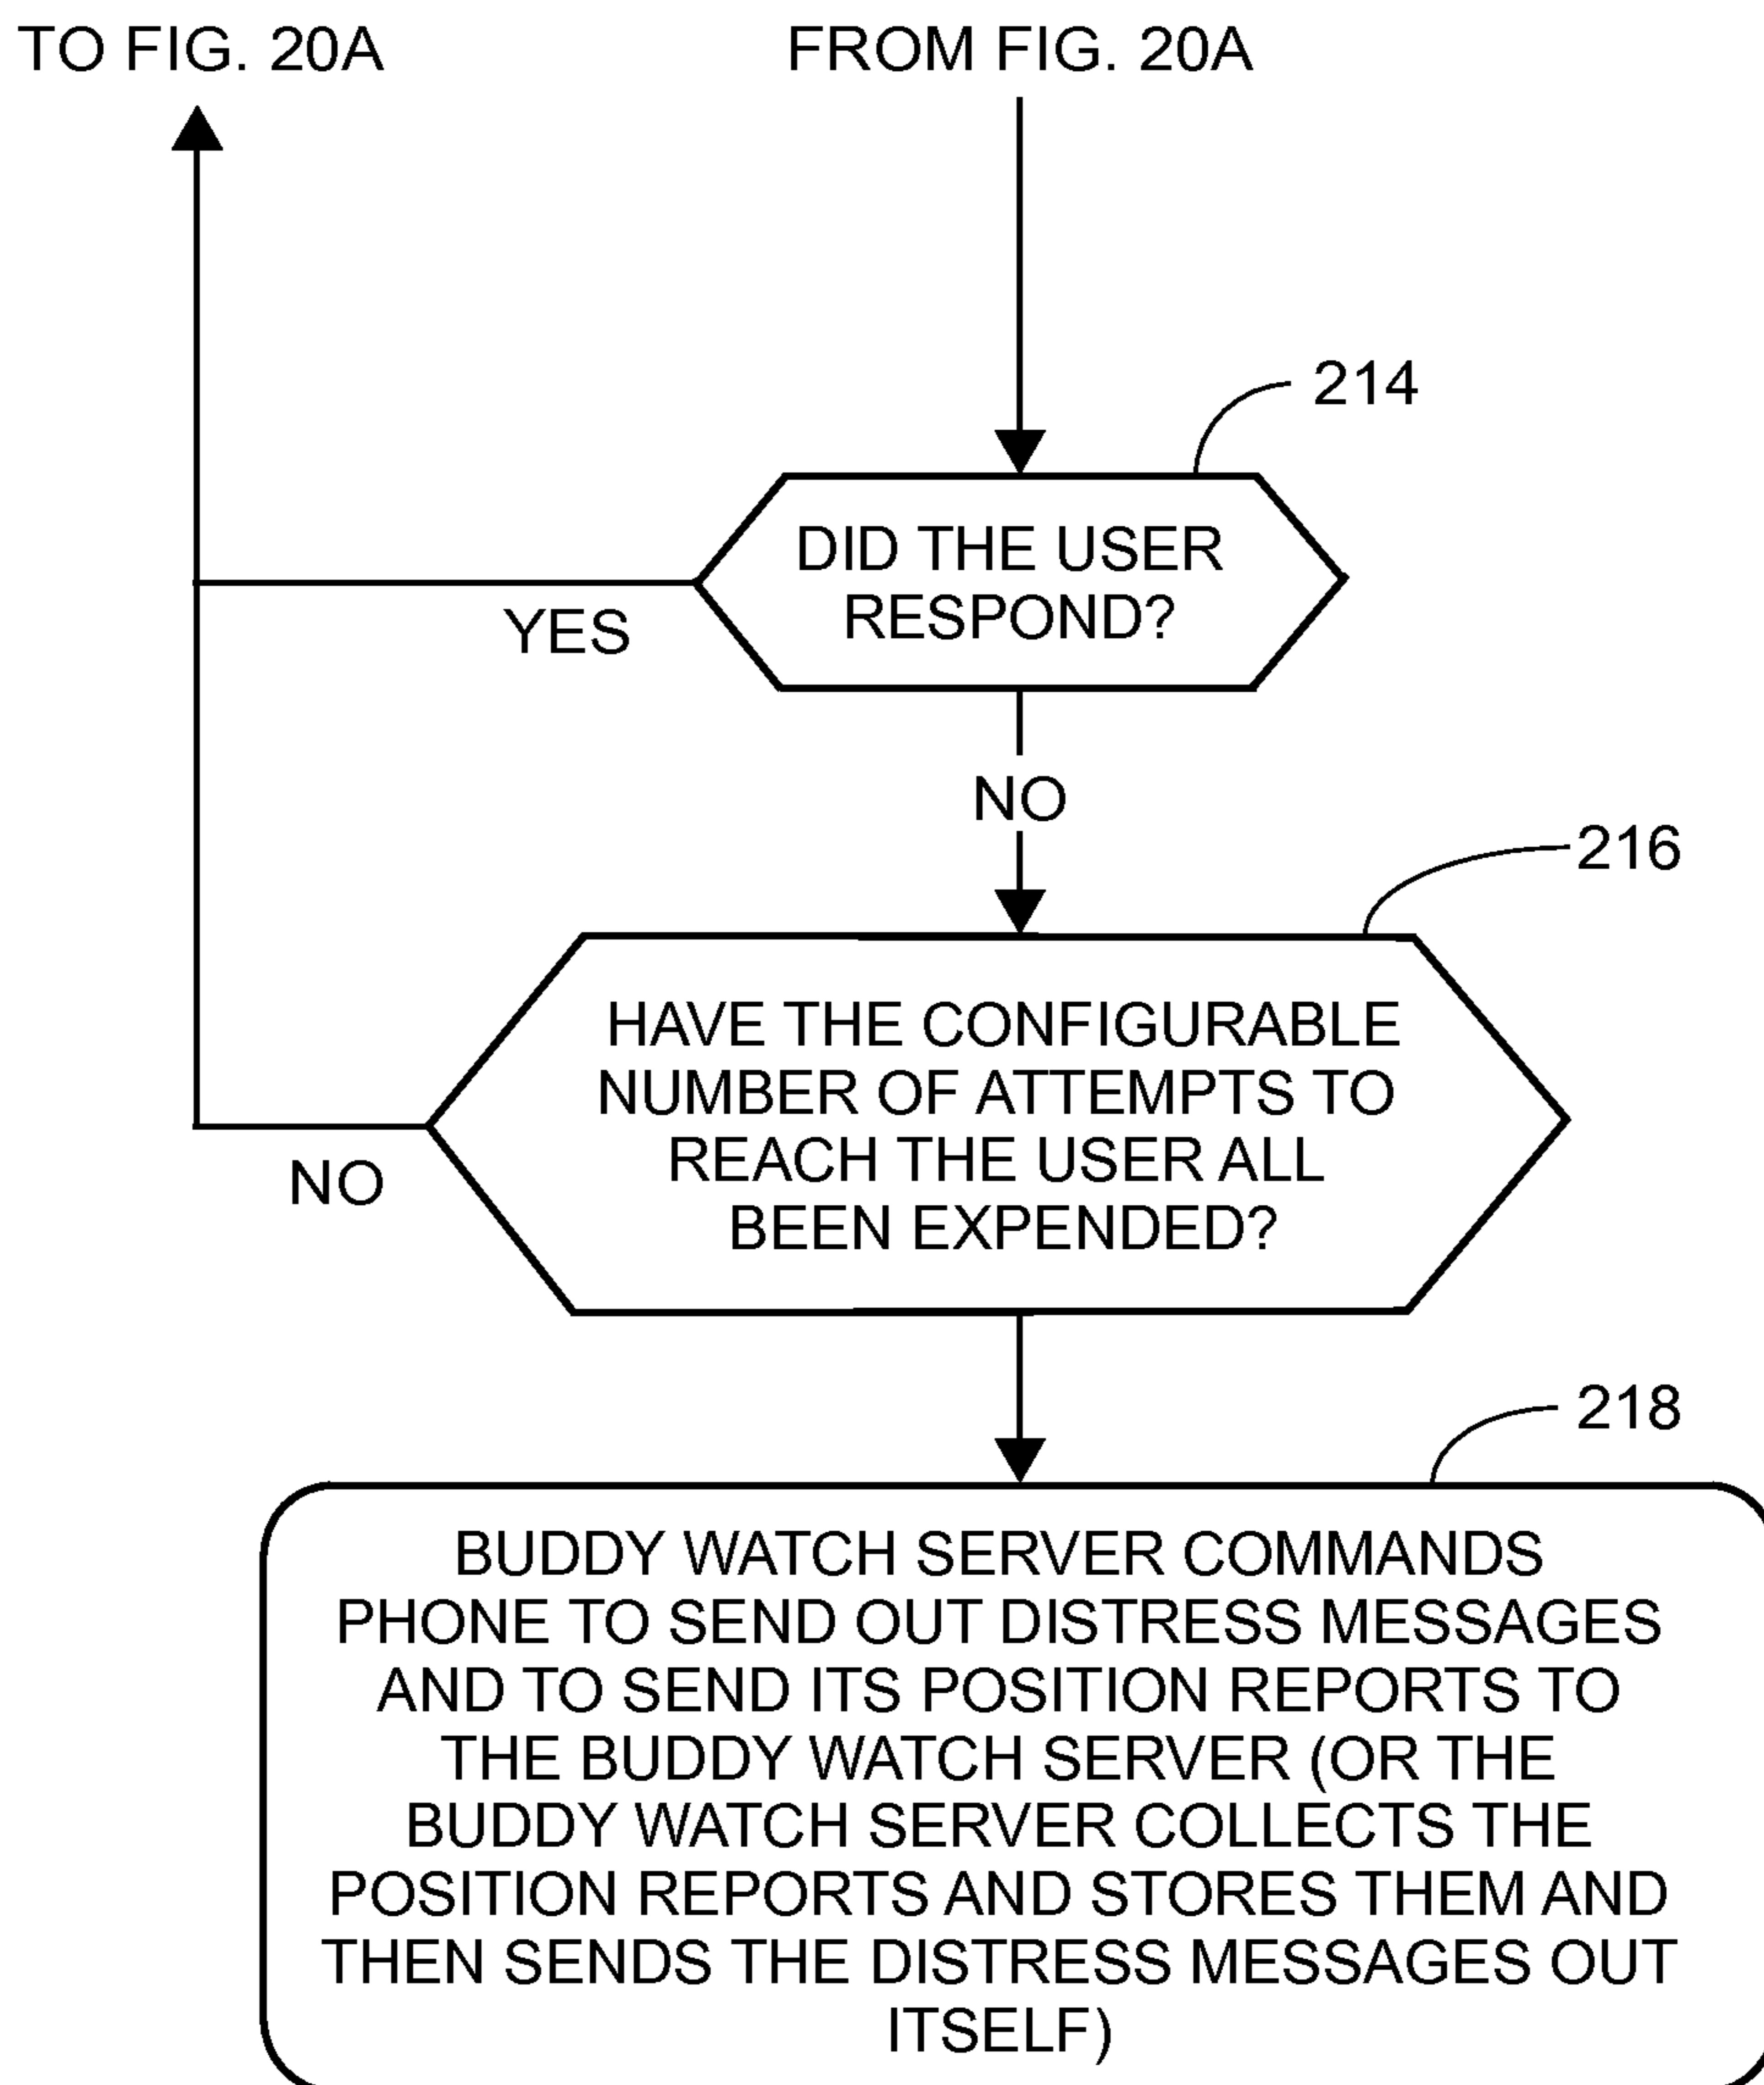 TO FIG. 20A
FROM FIG. 20A
214
DID THE USER
RESPOND?
YES
NO
216
HAVE THE CONFIGURABLE
NUMBER OF ATTEMPTS TO
REACH THE USER ALL
BEEN EXPENDED?
NO
218
BUDDY WATCH SERVER COMMANDS
PHONE TO SEND OUT DISTRESS MESSAGES
AND TO SEND ITS POSITION REPORTS TO
THE BUDDY WATCH SERVER (OR THE
BUDDY WATCH SERVER COLLECTS THE
POSITION REPORTS AND STORES THEM AND
THEN SENDS THE DISTRESS MESSAGES OUT
ITSELF)